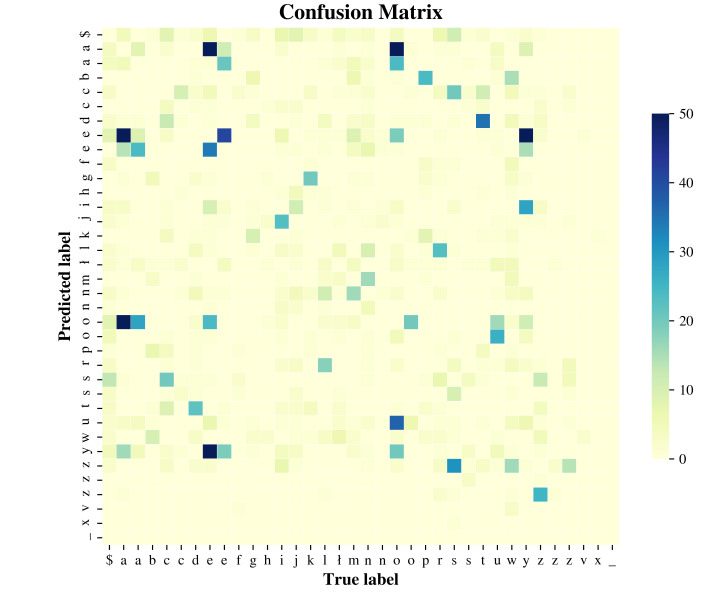 Confusion Matrix
Predicted label
$ a a b c c d e e f g h i j k l ł m n n o o p r s s t u w y z z z v x _
$ a a b c c d e e f g h i j k l ł m n n o o p r s s t u w y z z z v x _
True label
50
40
30
20
10
0